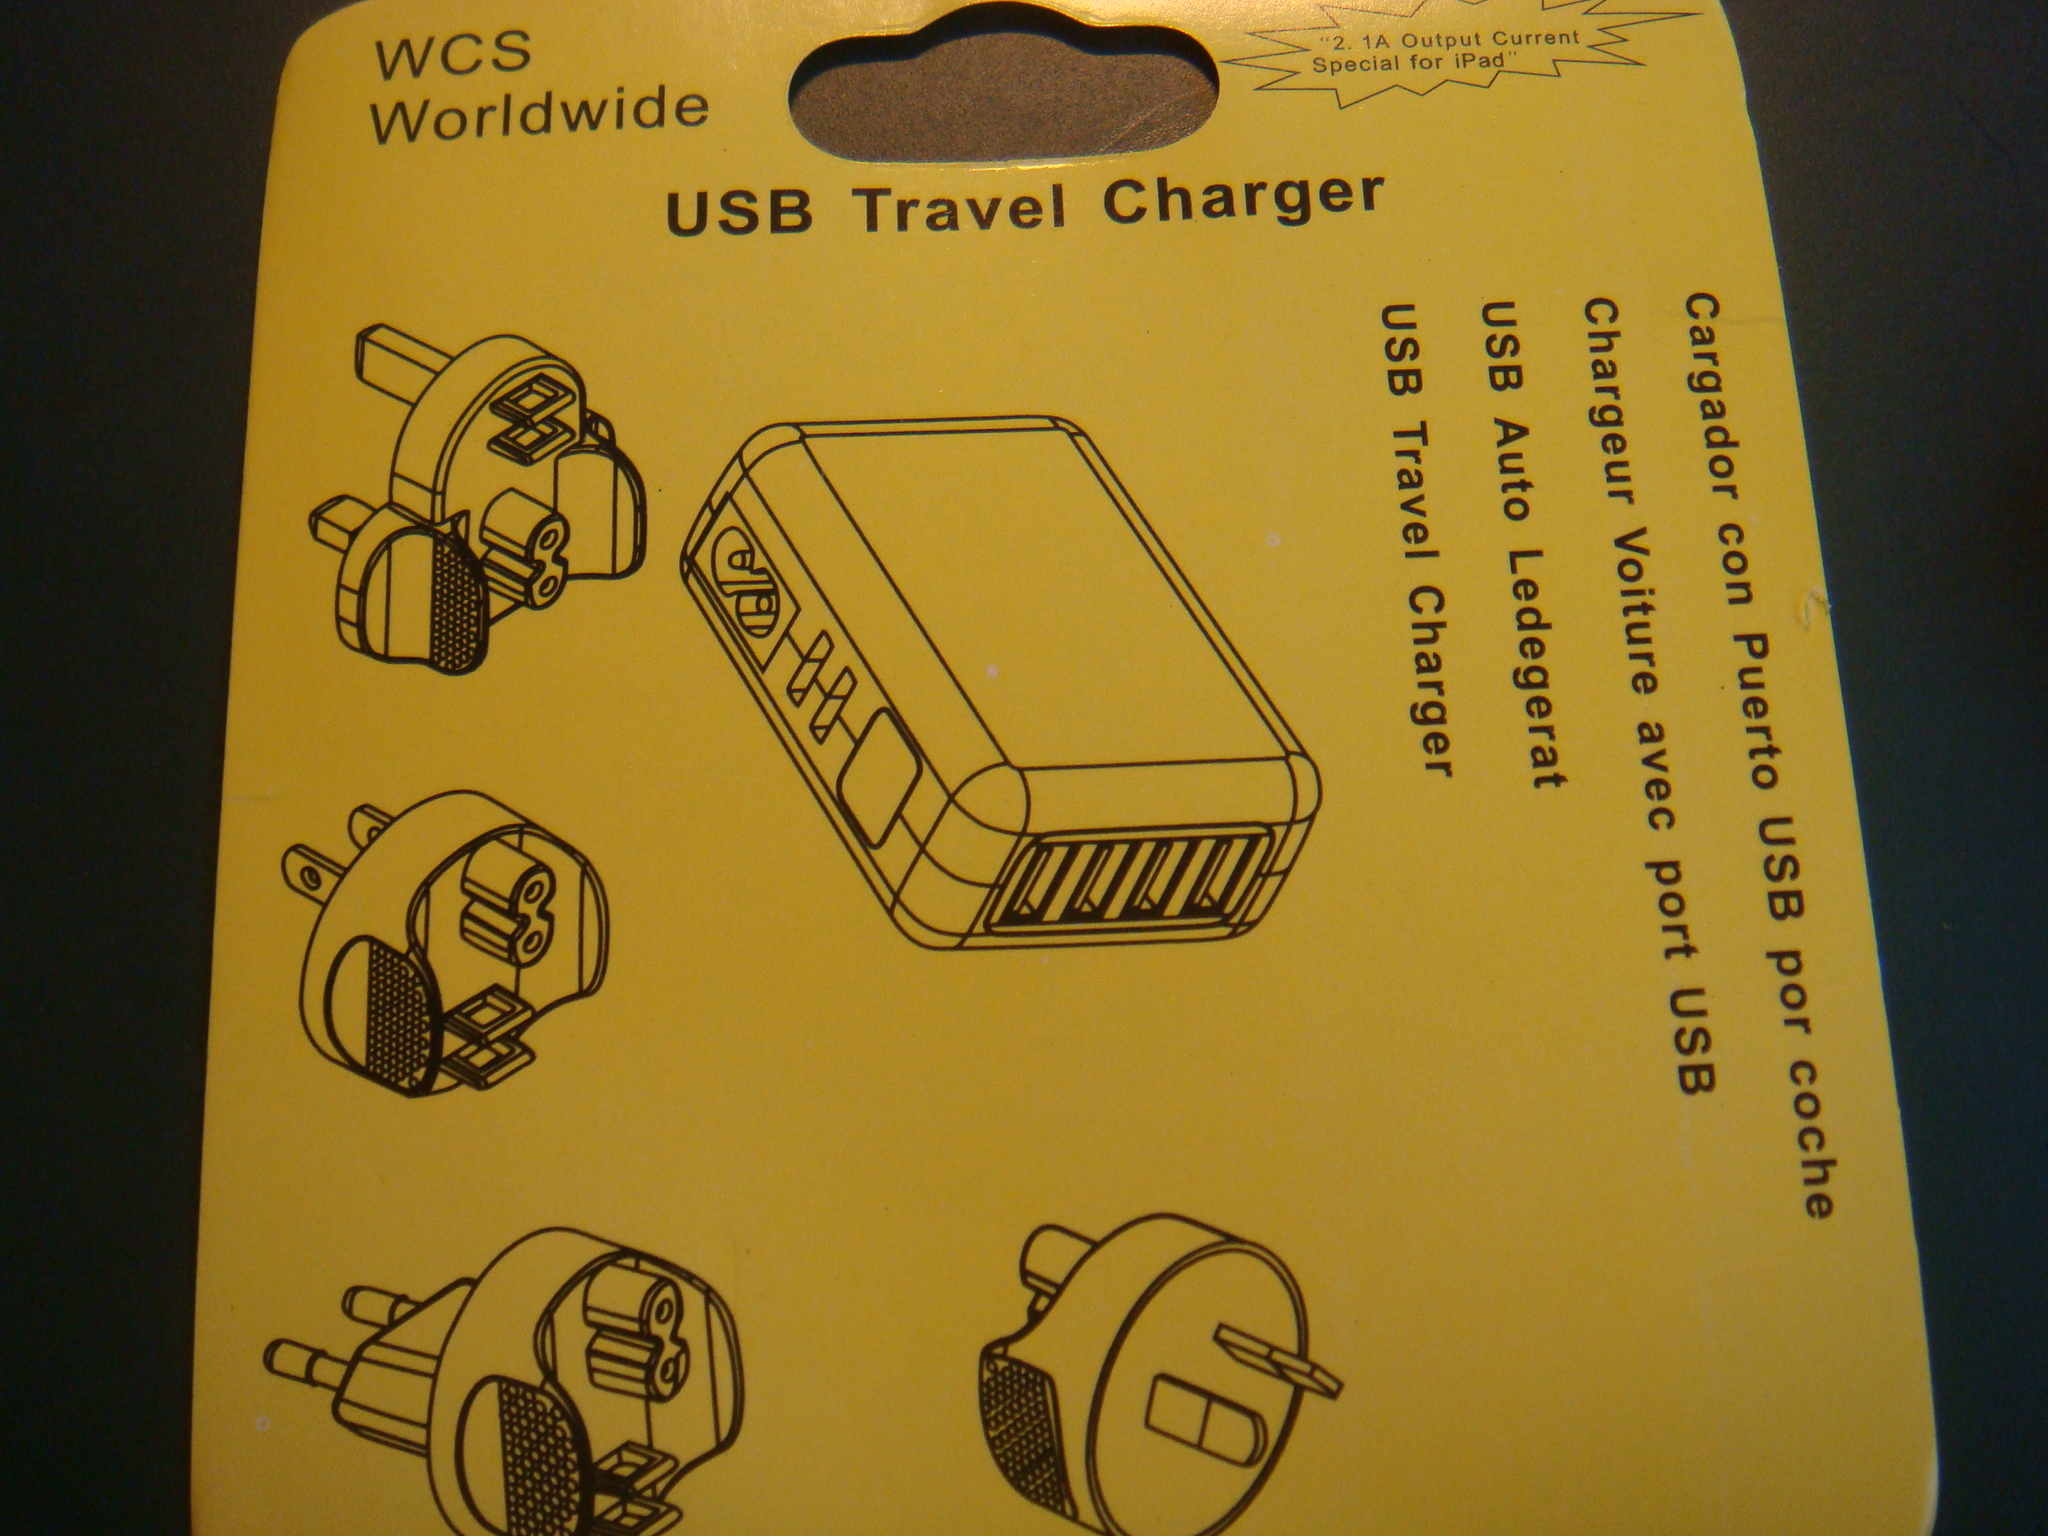 WCS
Worldwide
"2. 1A Output Current
Special for iPad"
USB Travel Charger
Cargador con Puerto USB por coche
Chargeur Voiture avec port USB
USB Auto Ledegerat
USB Travel Charger